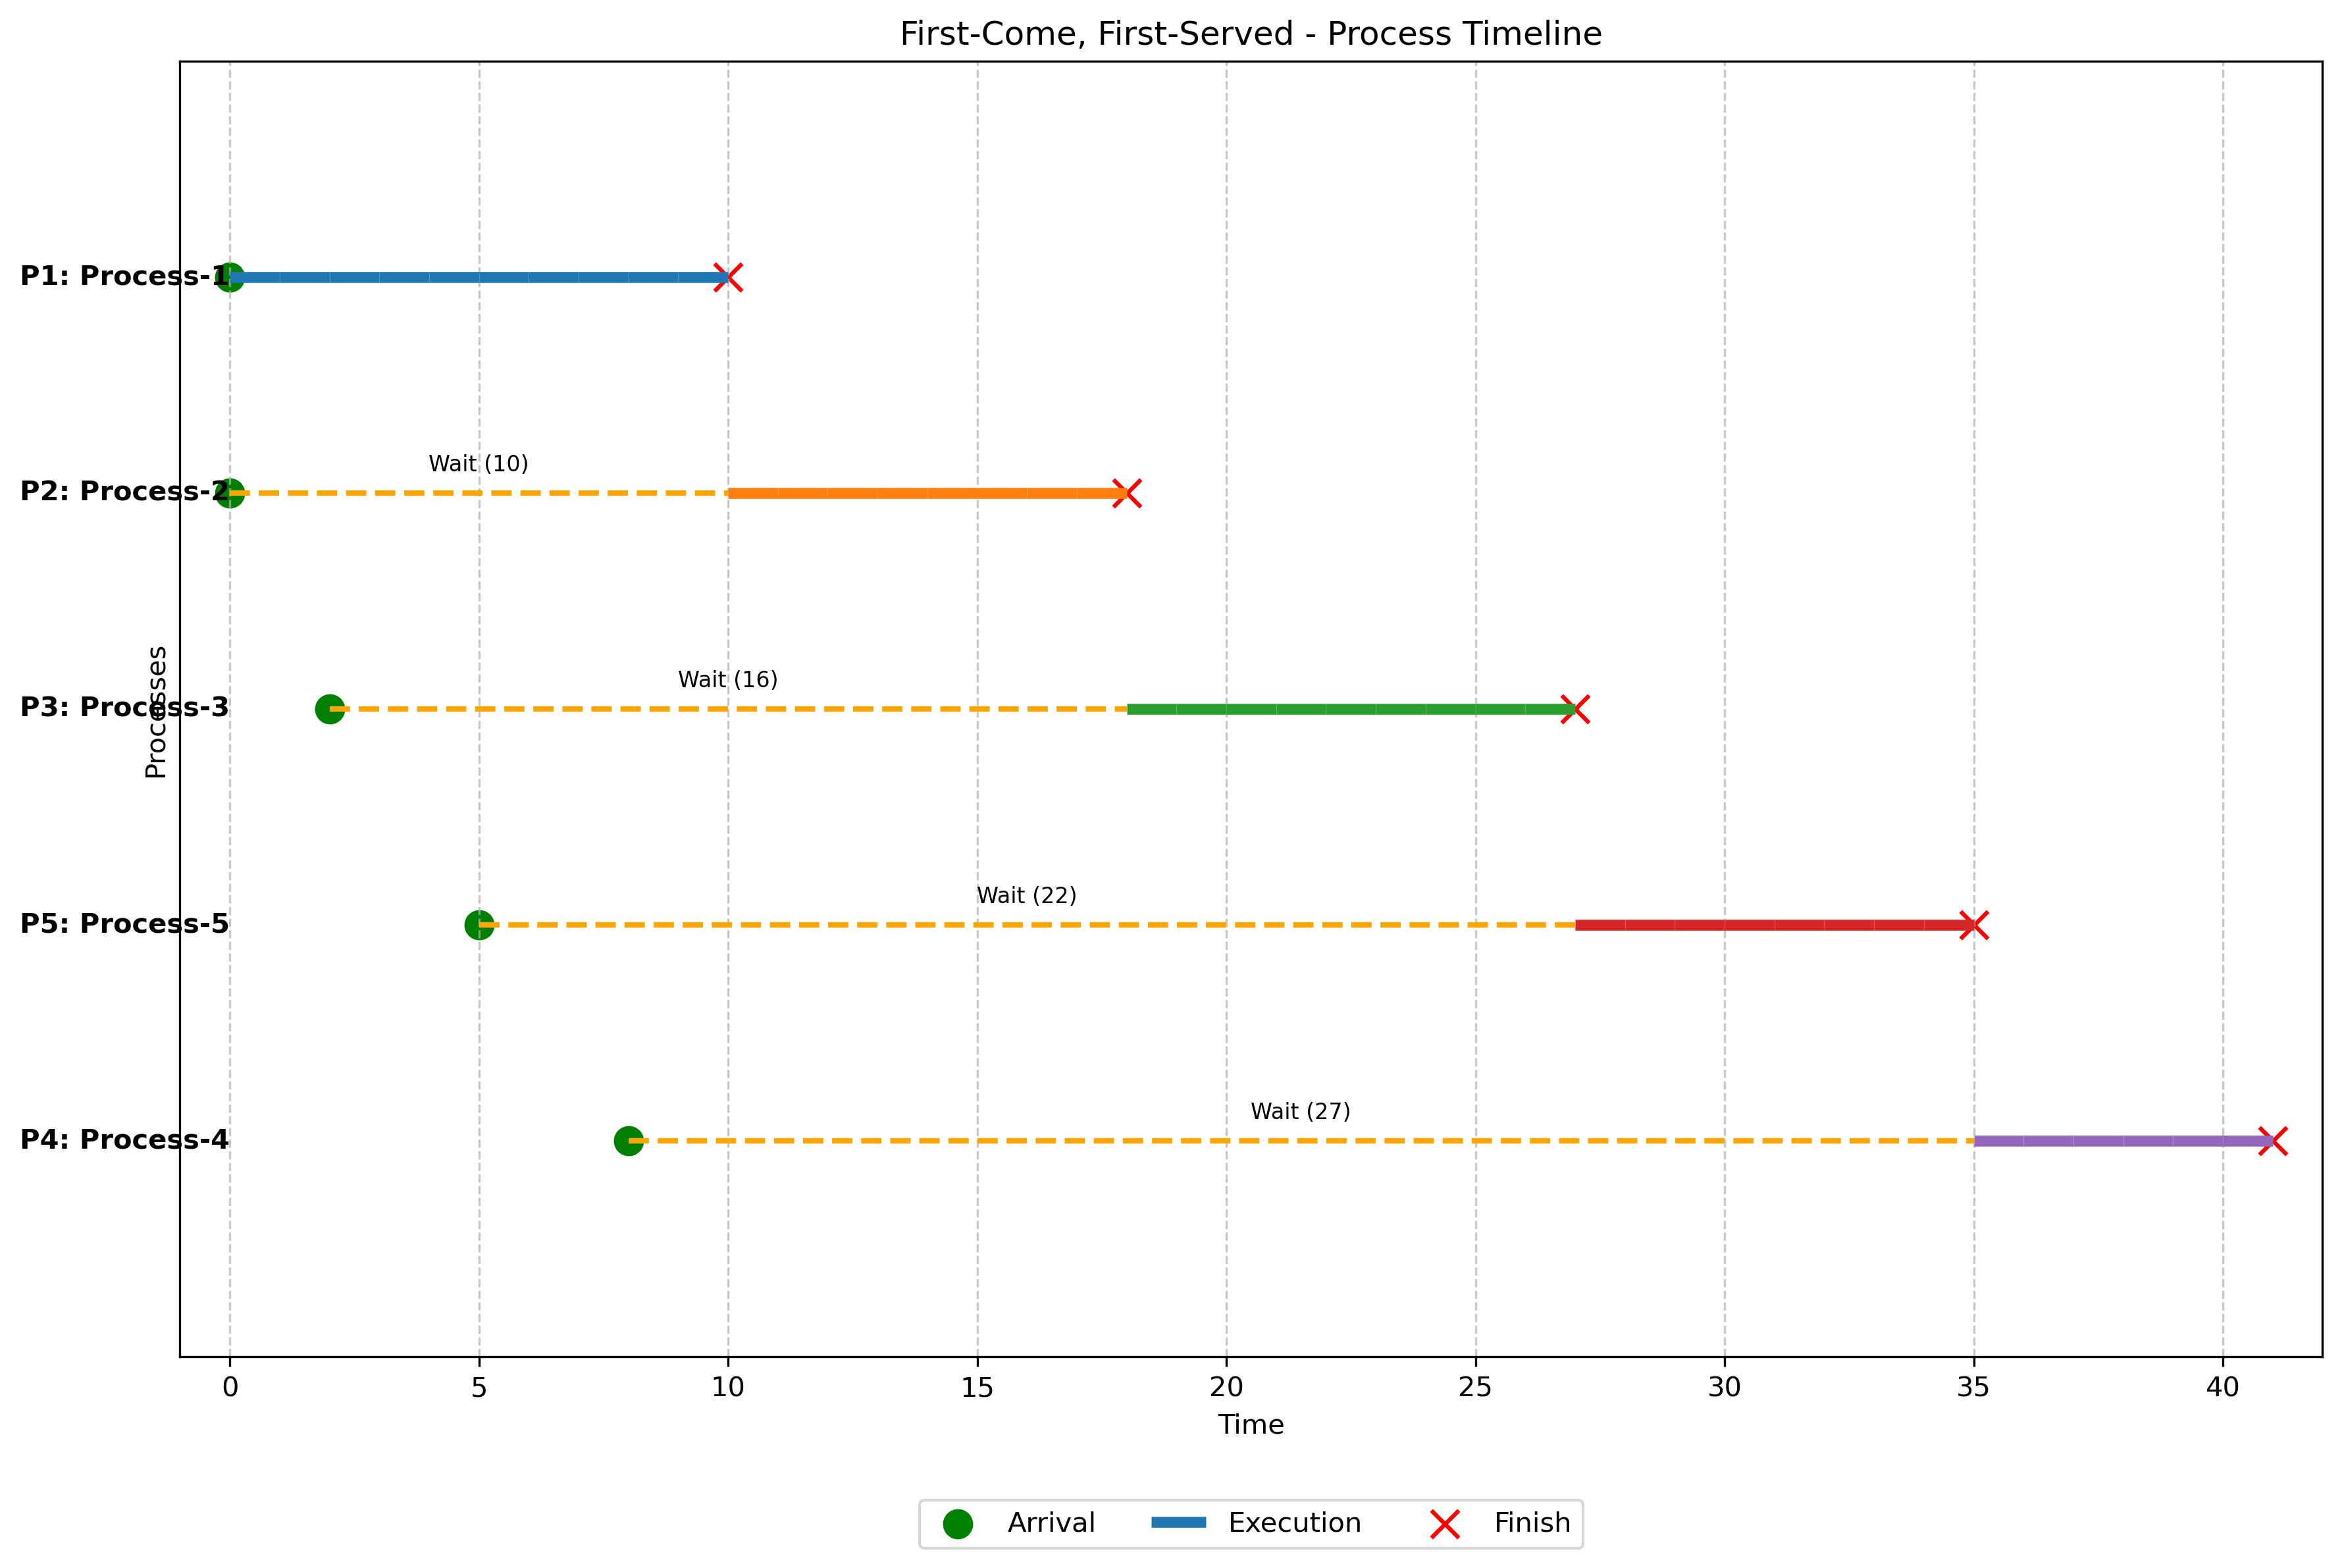 First-Come, First-Served - Process Timeline
P1: Process-1
Wait (10)
P2: Process-2
Wait (16)
P3: Process-3
Processes
Wait (22)
P5: Process-5
Wait (27)
P4: Process-4
0 5 10 15 20 25 30 35 40
Time
Arrival Execution Finish